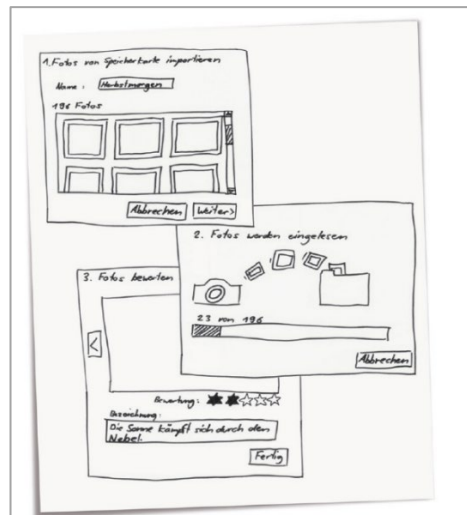 1. Fotos von Speicherkarte importieren
Name: Herbstmorgen
196 Fotos
Abbrechen
Weiter>
2. Fotos werden eingelesen
23 von 196
Abbrechen
3. Fotos bewerten
<
Bewertung:
Bezeichnung:
Die Sonne kämpft sich durch den
Nebel.
Fertig